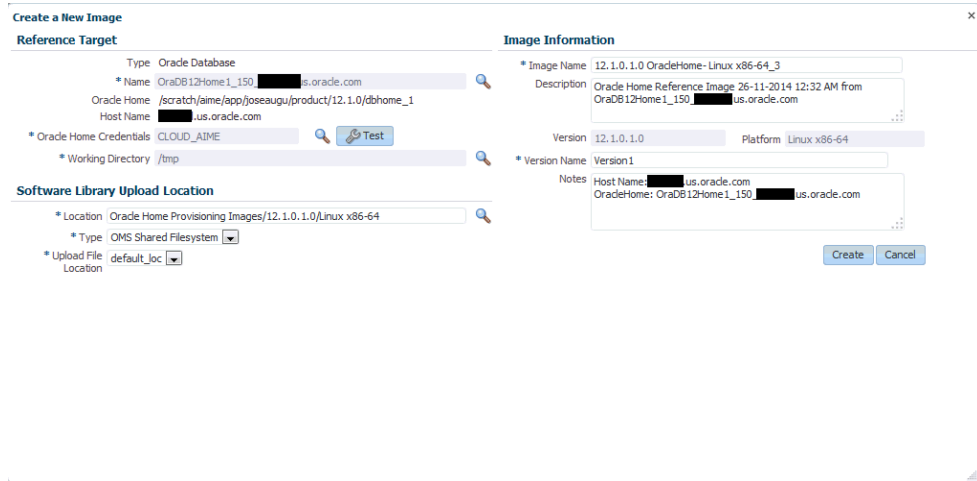 Create a New Image
Reference Target
Type Oracle Database
* Name OraDB12Home1_150_ us.oracle.com
Oracle Home /scratch/aime/app/joseaugu/product/12.1.0/dbhome_1
Host Name .us.oracle.com
* Oracle Home Credentials CLOUD_AIME Test
* Working Directory /tmp
Software Library Upload Location
* Location Oracle Home Provisioning Images/12.1.0.1.0/Linux x86-64
* Type OMS Shared Filesystem
* Upload File Location default_loc
Image Information
* Image Name 12.1.0.1.0 OracleHome- Linux x86-64_3
Description Oracle Home Reference Image 26-11-2014 12:32 AM from
OraDB12Home1_150_ us.oracle.com
Version 12.1.0.1.0 Platform Linux x86-64
* Version Name Version1
Notes Host Name: .us.oracle.com
OracleHome: OraDB12Home1_150_ us.oracle.com
Create Cancel